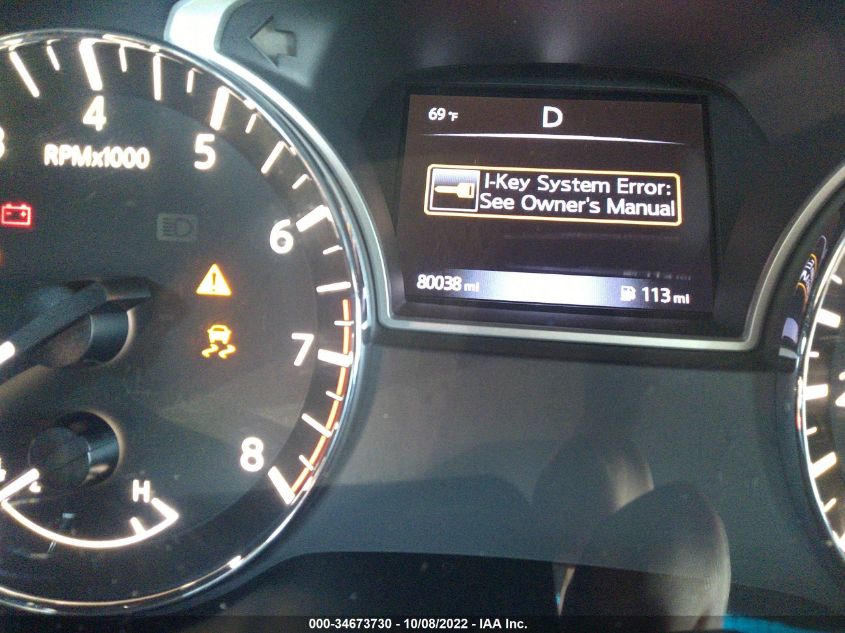 69 °F
D
4
RPMx1000
5
I-Key System Error:
See Owner's Manual
6
80038 mi
113 mi
7
8
H
000-34673730 - 10/08/2022 - IAA Inc.